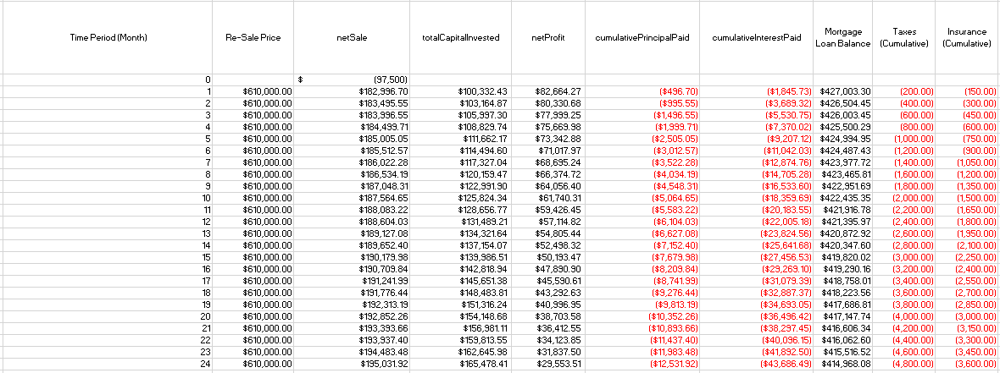 Time Period (Month) Re-Sale Price netSale totalCapitalInvested netProfit cumulativePrincipalPaid cumulativeInterestPaid Mortgage Loan Balance Taxes (Cumulative) Insurance (Cumulative)
0 $ (97,500)
1 $610,000.00 $182,996.70 $100,332.43 $82,664.27 ($496.70) ($1,845.73) $427,003.30 (200.00) (150.00)
2 $610,000.00 $183,495.55 $103,164.87 $80,330.68 ($995.55) ($3,689.32) $426,504.45 (400.00) (300.00)
3 $610,000.00 $183,996.55 $105,997.30 $77,999.25 ($1,496.55) ($5,530.75) $426,003.45 (600.00) (450.00)
4 $610,000.00 $184,499.71 $108,829.74 $75,669.98 ($1,999.71) ($7,370.02) $425,500.29 (800.00) (600.00)
5 $610,000.00 $185,005.05 $111,662.17 $73,342.88 ($2,505.05) ($9,207.12) $424,994.95 (1,000.00) (750.00)
6 $610,000.00 $185,512.57 $114,494.60 $71,017.97 ($3,012.57) ($11,042.03) $424,487.43 (1,200.00) (900.00)
7 $610,000.00 $186,022.28 $117,327.04 $68,695.24 ($3,522.28) ($12,874.76) $423,977.72 (1,400.00) (1,050.00)
8 $610,000.00 $186,534.19 $120,159.47 $66,374.72 ($4,034.19) ($14,705.28) $423,465.81 (1,600.00) (1,200.00)
9 $610,000.00 $187,048.31 $122,991.90 $64,056.40 ($4,548.31) ($16,533.60) $422,951.69 (1,800.00) (1,350.00)
10 $610,000.00 $187,564.65 $125,824.34 $61,740.31 ($5,064.65) ($18,359.69) $422,435.35 (2,000.00) (1,500.00)
11 $610,000.00 $188,083.22 $128,656.77 $59,426.45 ($5,583.22) ($20,183.55) $421,916.78 (2,200.00) (1,650.00)
12 $610,000.00 $188,604.03 $131,489.21 $57,114.82 ($6,104.03) ($22,005.18) $421,395.97 (2,400.00) (1,800.00)
13 $610,000.00 $189,127.08 $134,321.64 $54,805.44 ($6,627.08) ($23,824.56) $420,872.92 (2,600.00) (1,950.00)
14 $610,000.00 $189,652.40 $137,154.07 $52,498.32 ($7,152.40) ($25,641.68) $420,347.60 (2,800.00) (2,100.00)
15 $610,000.00 $190,179.98 $139,986.51 $50,193.47 ($7,679.98) ($27,456.53) $419,820.02 (3,000.00) (2,250.00)
16 $610,000.00 $190,709.84 $142,818.94 $47,890.90 ($8,209.84) ($29,269.10) $419,290.16 (3,200.00) (2,400.00)
17 $610,000.00 $191,241.99 $145,651.38 $45,590.61 ($8,741.99) ($31,079.39) $418,758.01 (3,400.00) (2,550.00)
18 $610,000.00 $191,776.44 $148,483.81 $43,292.63 ($9,276.44) ($32,887.37) $418,223.56 (3,600.00) (2,700.00)
19 $610,000.00 $192,313.19 $151,316.24 $40,996.95 ($9,813.19) ($34,693.05) $417,686.81 (3,800.00) (2,850.00)
20 $610,000.00 $192,852.26 $154,148.68 $38,703.58 ($10,352.26) ($36,496.42) $417,147.74 (4,000.00) (3,000.00)
21 $610,000.00 $193,393.66 $156,981.11 $36,412.55 ($10,893.66) ($38,297.45) $416,606.34 (4,200.00) (3,150.00)
22 $610,000.00 $193,937.40 $159,813.55 $34,123.85 ($11,437.40) ($40,096.15) $416,062.60 (4,400.00) (3,300.00)
23 $610,000.00 $194,483.48 $162,645.98 $31,837.50 ($11,983.48) ($41,892.50) $415,516.52 (4,600.00) (3,450.00)
24 $610,000.00 $195,031.92 $165,478.41 $29,553.51 ($12,531.92) ($43,686.49) $414,968.08 (4,800.00) (3,600.00)